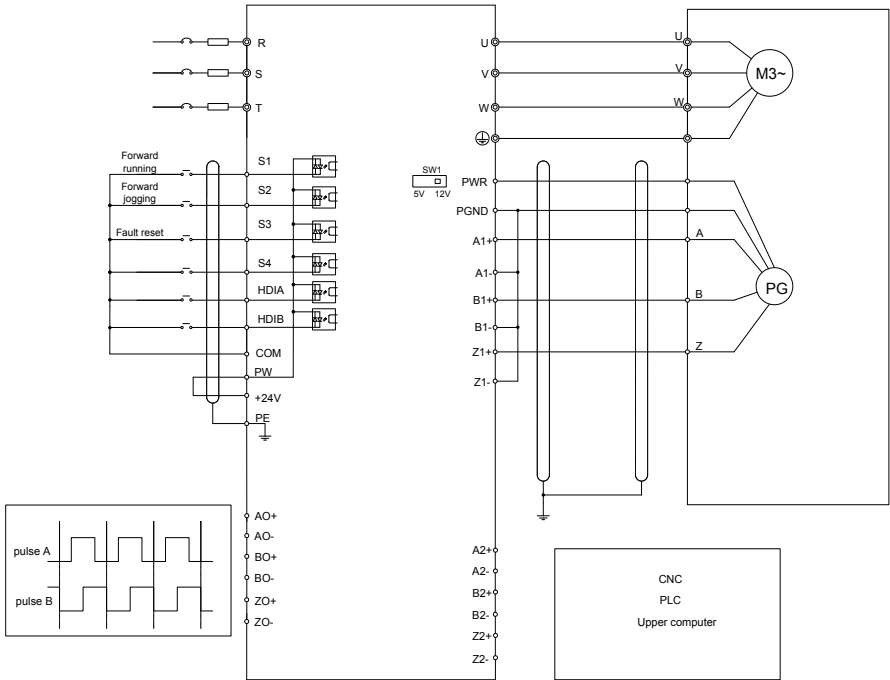 R
S
T
Forward running
Forward jogging
Fault reset
S1
S2
S3
S4
HDIA
HDIB
COM
PW
+24V
PE
AO+
AO-
BO+
BO-
ZO+
ZO-
pulse A
pulse B
U
V
W
SW1
5V 12V
PWR
PGND
A1+
A1-
B1+
B1-
Z1+
Z1-
A2+
A2-
B2+
B2-
Z2+
Z2-
U
V
W
M3~
A
B
Z
PG
CNC
PLC
Upper computer